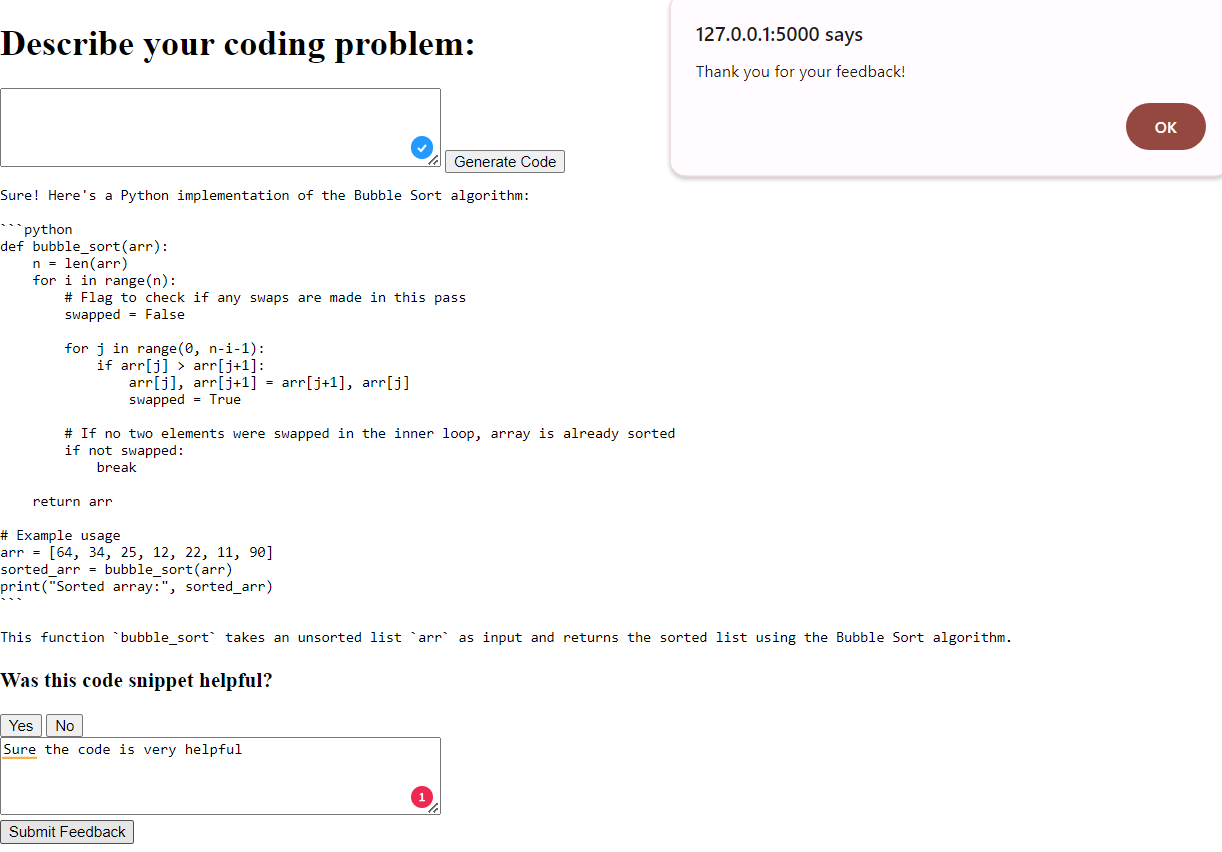 Describe your coding problem:
127.0.0.1:5000 says
Thank you for your feedback!
OK
Generate Code
Sure! Here's a Python implementation of the Bubble Sort algorithm:
```python
def bubble_sort(arr):
    n = len(arr)
    for i in range(n):
        # Flag to check if any swaps are made in this pass
        swapped = False
        for j in range(0, n-i-1):
            if arr[j] > arr[j+1]:
                arr[j], arr[j+1] = arr[j+1], arr[j]
                swapped = True
        # If no two elements were swapped in the inner loop, array is already sorted
        if not swapped:
            break
    return arr
# Example usage
arr = [64, 34, 25, 12, 22, 11, 90]
sorted_arr = bubble_sort(arr)
print("Sorted array:", sorted_arr)
```
This function `bubble_sort` takes an unsorted list `arr` as input and returns the sorted list using the Bubble Sort algorithm.
Was this code snippet helpful?
Yes No
Sure the code is very helpful
1
Submit Feedback